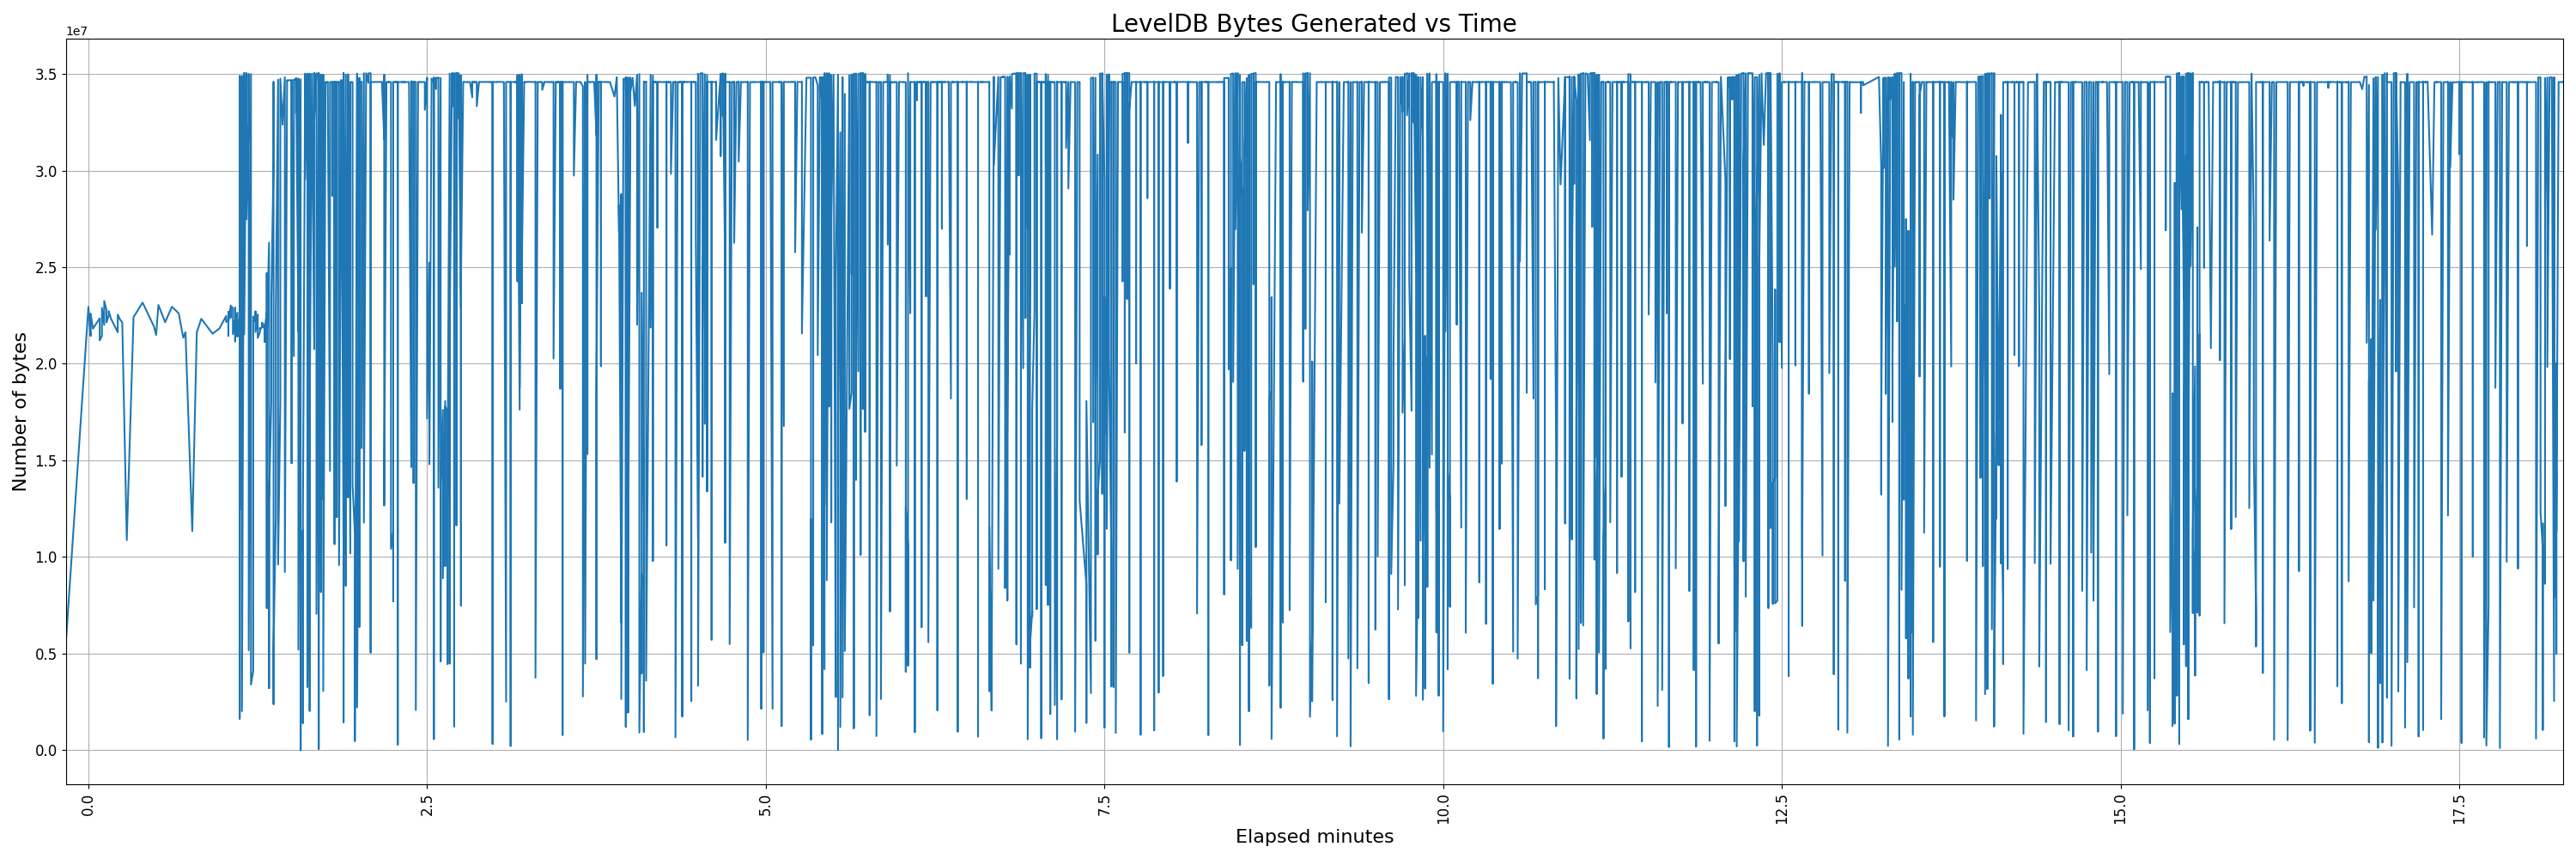 LevelDB Bytes Generated vs Time
1e7
3.5
3.0
2.5
2.0
1.5
1.0
0.5
0.0
Number of bytes
0.0 2.5 5.0 7.5 10.0 12.5 15.0 17.5
Elapsed minutes